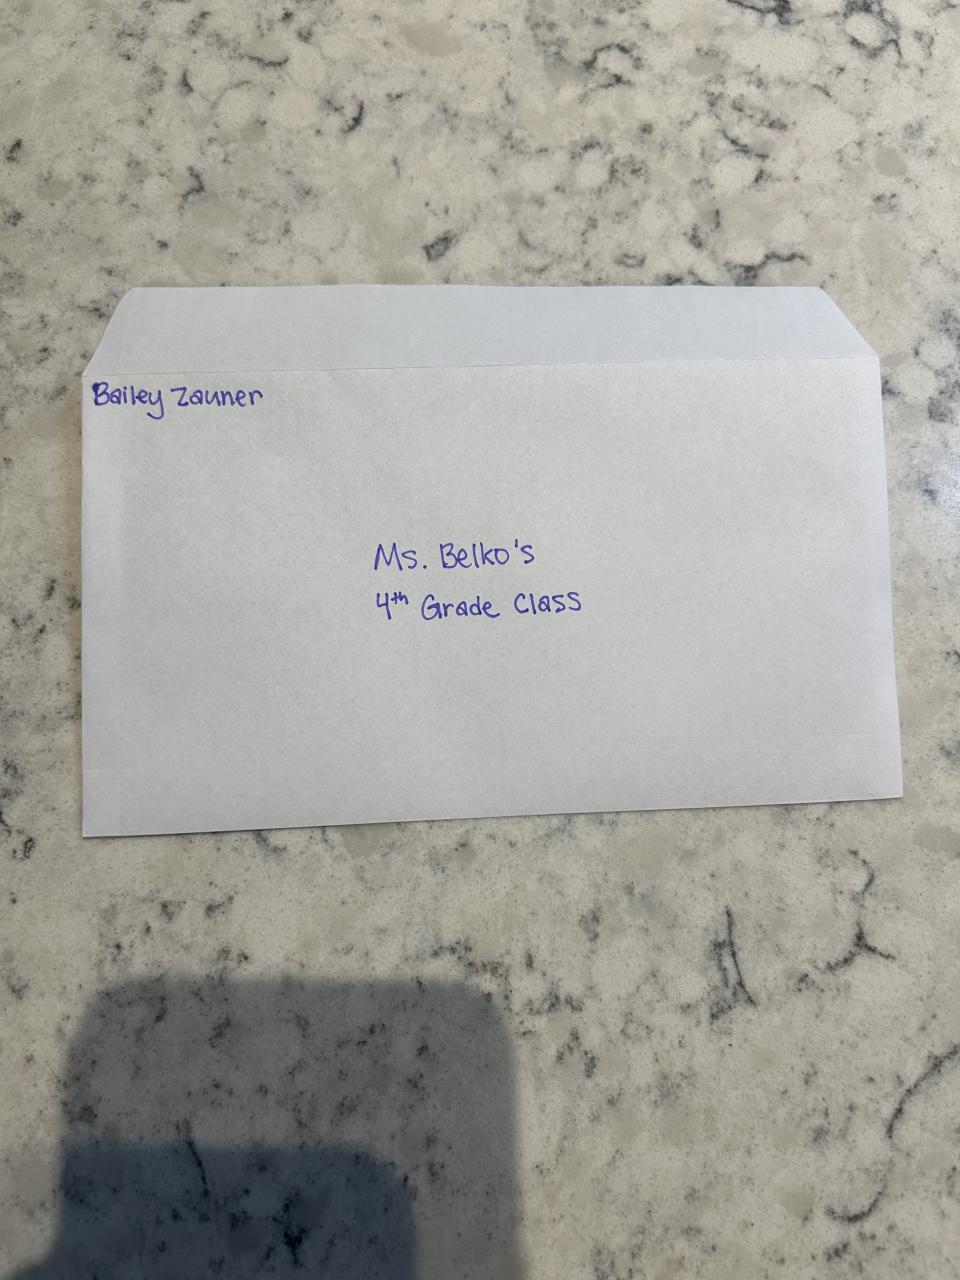 Bailey Zauner
Ms. Belko's
4th Grade Class